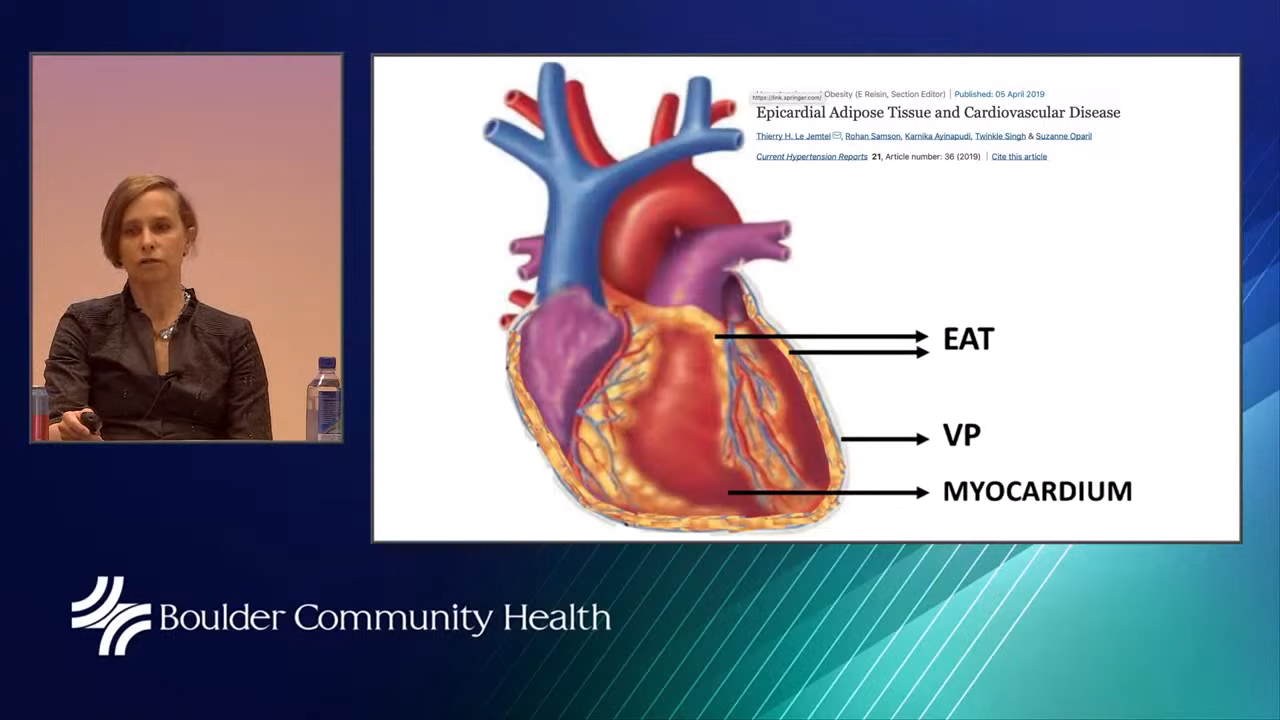 https://link.springer.com/
Obesity (E Reisin, Section Editor) | Published: 05 April 2019
Epicardial Adipose Tissue and Cardiovascular Disease
Thierry H. Le Jemtel, Rohan Samson, Karnika Ayinapudi, Twinkle Singh & Suzanne Oparil
Current Hypertension Reports 21, Article number: 36 (2019) | Cite this article
EAT
VP
MYOCARDIUM
Boulder Community Health